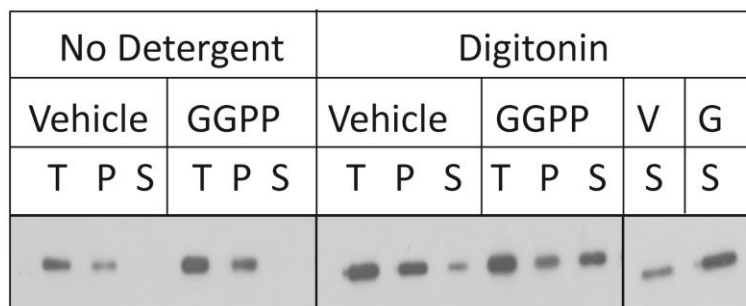 No Detergent Digitonin
Vehicle GGPP Vehicle GGPP V G
T P S T P S T P S T P S S S